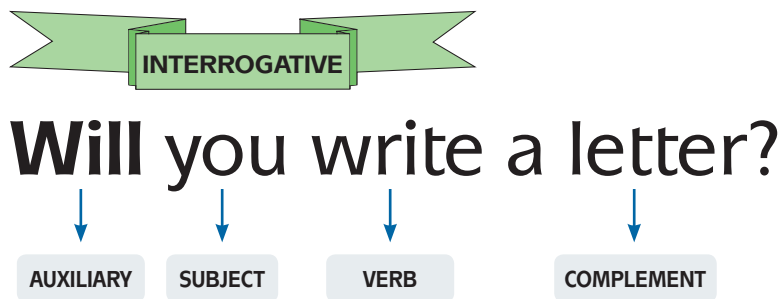 INTERROGATIVE
Will you write a letter?
AUXILIARY SUBJECT VERB COMPLEMENT